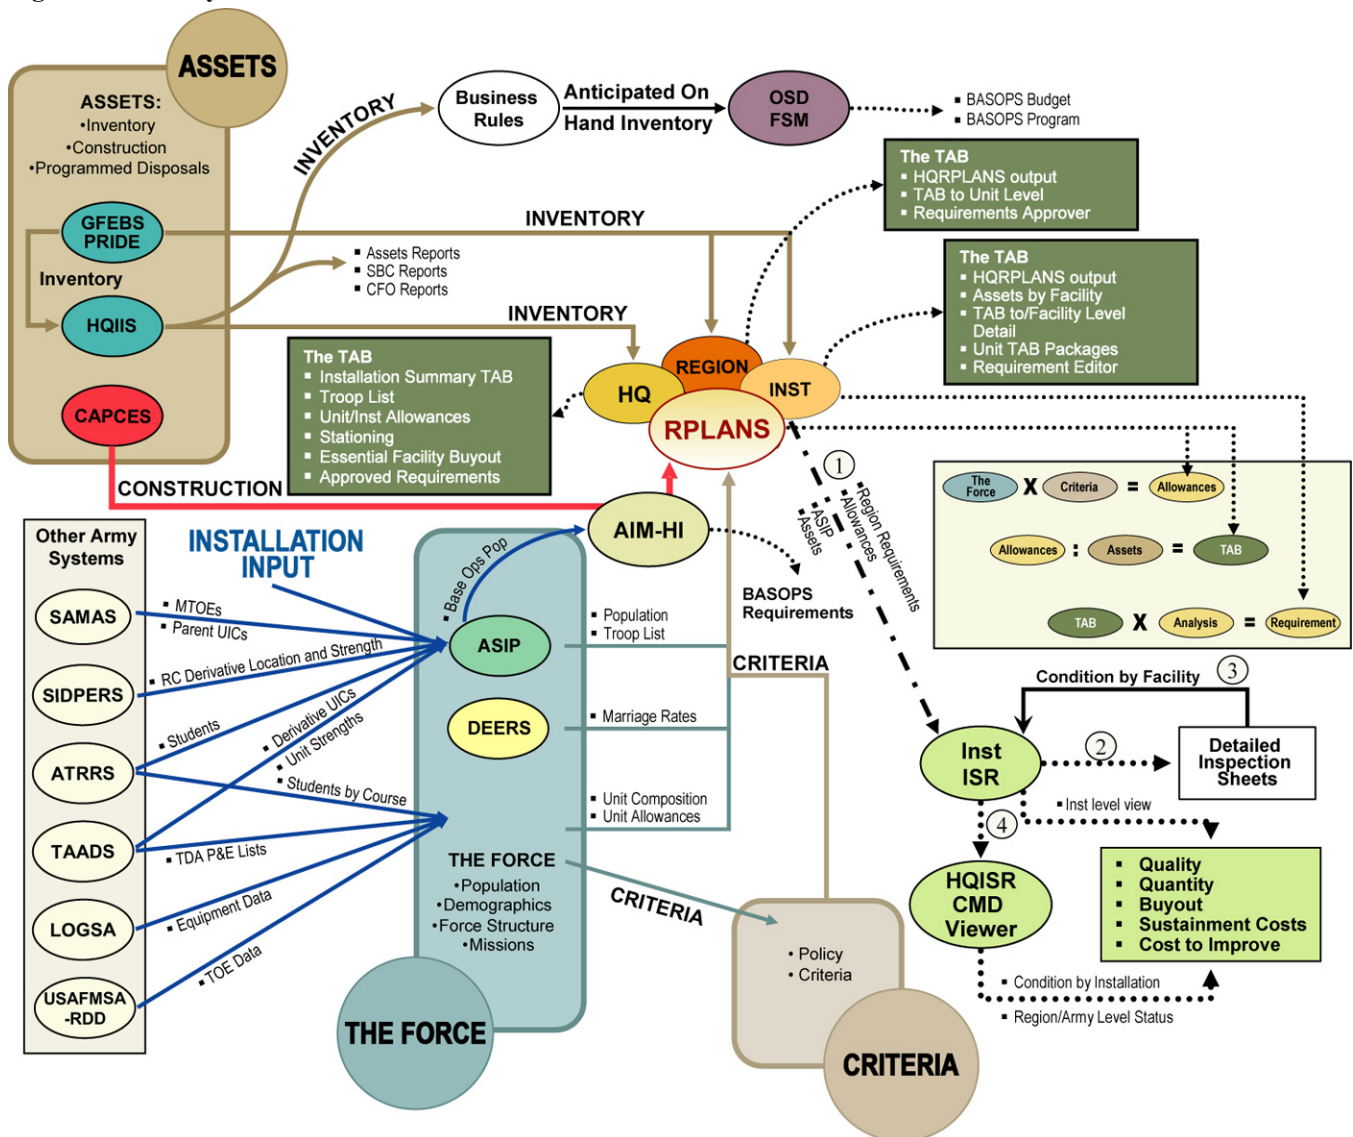 ASSETS
ASSETS:
•Inventory
•Construction
•Programmed Disposals
GFEBS
PRIDE
Inventory
HQIIS
CAPCES
INVENTORY
Business
Rules
Anticipated On
Hand Inventory
OSD
FSM
▪ BASOPS Budget
▪ BASOPS Program
The TAB
▪ HQRPLANS output
▪ TAB to Unit Level
▪ Requirements Approver
INVENTORY
▪ Assets Reports
▪ SBC Reports
▪ CFO Reports
INVENTORY
The TAB
▪ HQRPLANS output
▪ Assets by Facility
▪ TAB to/Facility Level
Detail
▪ Unit TAB Packages
▪ Requirement Editor
The TAB
▪ Installation Summary TAB
▪ Troop List
▪ Unit/Inst Allowances
▪ Stationing
▪ Essential Facility Buyout
▪ Approved Requirements
REGION
HQ
INST
RPLANS
CONSTRUCTION
AIM-HI
BASOPS
Requirements
1
▪ Region Requirements
▪ Allowances
▪ ASIP
▪ Assets
The
Force
X
Criteria
=
Allowances
Allowances
:
Assets
=
TAB
TAB
X
Analysis
=
Requirement
Other Army
Systems
SAMAS
SIDPERS
ATRRS
TAADS
LOGSA
USAFMSA
-RDD
INSTALLATION
INPUT
▪ MTOEs
▪ Parent UICs
▪ RC Derivative Location and Strength
▪ Students
▪ Derivative UICs
▪ Unit Strengths
▪ Students by Course
▪ TDA P&E Lists
▪ Equipment Data
▪ TOE Data
▪ Base Ops Pop
ASIP
DEERS
▪ Population
▪ Troop List
▪ Marriage Rates
▪ Unit Composition
▪ Unit Allowances
THE FORCE
•Population
•Demographics
•Force Structure
•Missions
THE FORCE
CRITERIA
CRITERIA
• Policy
• Criteria
CRITERIA
Condition by Facility
3
Inst
ISR
2
Detailed
Inspection
Sheets
▪ Inst level view
4
HQISR
CMD
Viewer
▪ Quality
▪ Quantity
▪ Buyout
▪ Sustainment Costs
▪ Cost to Improve
▪ Condition by Installation
▪ Region/Army Level Status